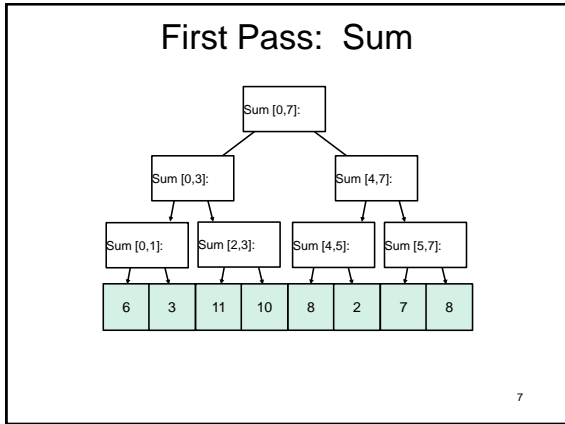 First Pass: Sum
Sum [0,7]:
Sum [0,3]:
Sum [4,7]:
Sum [0,1]:
Sum [2,3]:
Sum [4,5]:
Sum [5,7]:
6 3 11 10 8 2 7 8
7